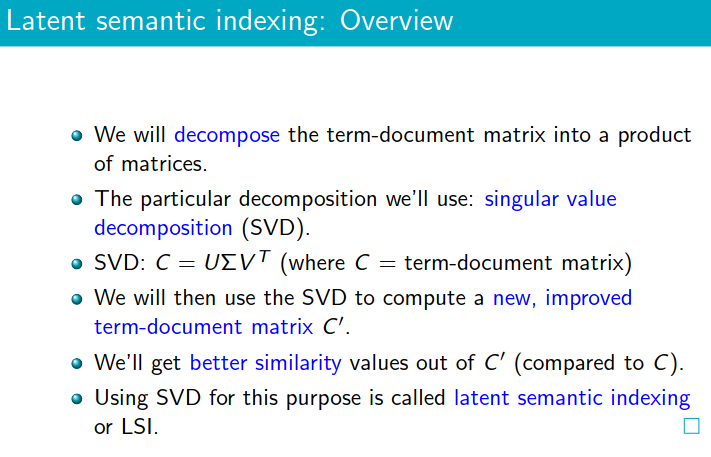 Latent semantic indexing: Overview
We will decompose the term-document matrix into a product
of matrices.
The particular decomposition we'll use: singular value
decomposition (SVD).
SVD: C = UΣVᵀ (where C = term-document matrix)
We will then use the SVD to compute a new, improved
term-document matrix C′.
We'll get better similarity values out of C′ (compared to C).
Using SVD for this purpose is called latent semantic indexing
or LSI.